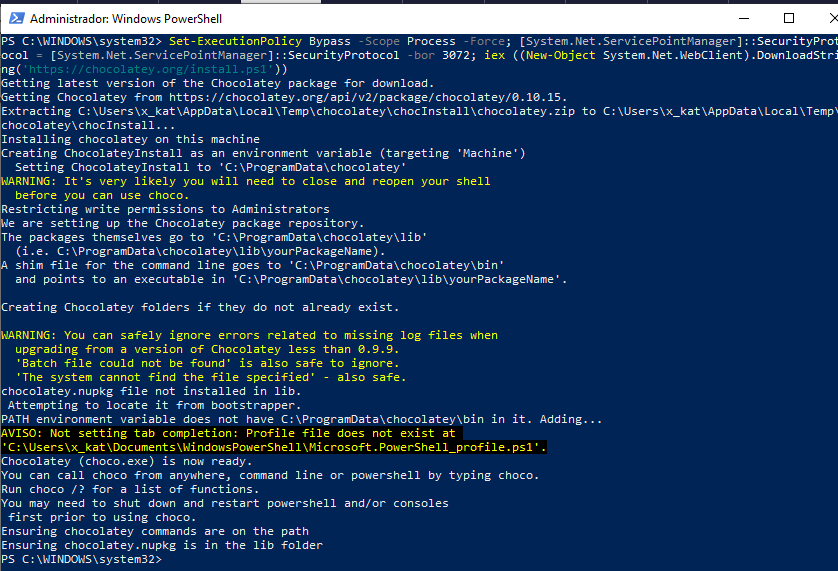 Administrador: Windows PowerShell
PS C:\WINDOWS\system32> Set-ExecutionPolicy Bypass -Scope Process -Force; [System.Net.ServicePointManager]::SecurityProt
ocol = [System.Net.ServicePointManager]::SecurityProtocol -bor 3072; iex ((New-Object System.Net.WebClient).DownloadStri
ng('https://chocolatey.org/install.ps1'))
Getting latest version of the Chocolatey package for download.
Getting Chocolatey from https://chocolatey.org/api/v2/package/chocolatey/0.10.15.
Extracting C:\Users\x_kat\AppData\Local\Temp\chocolatey\chocInstall\chocolatey.zip to C:\Users\x_kat\AppData\Local\Temp\
chocolatey\chocInstall...
Installing chocolatey on this machine
Creating ChocolateyInstall as an environment variable (targeting 'Machine')
  Setting ChocolateyInstall to 'C:\ProgramData\chocolatey'
WARNING: It's very likely you will need to close and reopen your shell
  before you can use choco.
Restricting write permissions to Administrators
We are setting up the Chocolatey package repository.
The packages themselves go to 'C:\ProgramData\chocolatey\lib'
  (i.e. C:\ProgramData\chocolatey\lib\yourPackageName).
A shim file for the command line goes to 'C:\ProgramData\chocolatey\bin'
  and points to an executable in 'C:\ProgramData\chocolatey\lib\yourPackageName'.
Creating Chocolatey folders if they do not already exist.
WARNING: You can safely ignore errors related to missing log files when
  upgrading from a version of Chocolatey less than 0.9.9.
  'Batch file could not be found' is also safe to ignore.
  'The system cannot find the file specified' - also safe.
chocolatey.nupkg file not installed in lib.
 Attempting to locate it from bootstrapper.
PATH environment variable does not have C:\ProgramData\chocolatey\bin in it. Adding...
AVISO: Not setting tab completion: Profile file does not exist at
'C:\Users\x_kat\Documents\WindowsPowerShell\Microsoft.PowerShell_profile.ps1'.
Chocolatey (choco.exe) is now ready.
You can call choco from anywhere, command line or powershell by typing choco.
Run choco /? for a list of functions.
You may need to shut down and restart powershell and/or consoles
 first prior to using choco.
Ensuring chocolatey commands are on the path
Ensuring chocolatey.nupkg is in the lib folder
PS C:\WINDOWS\system32>